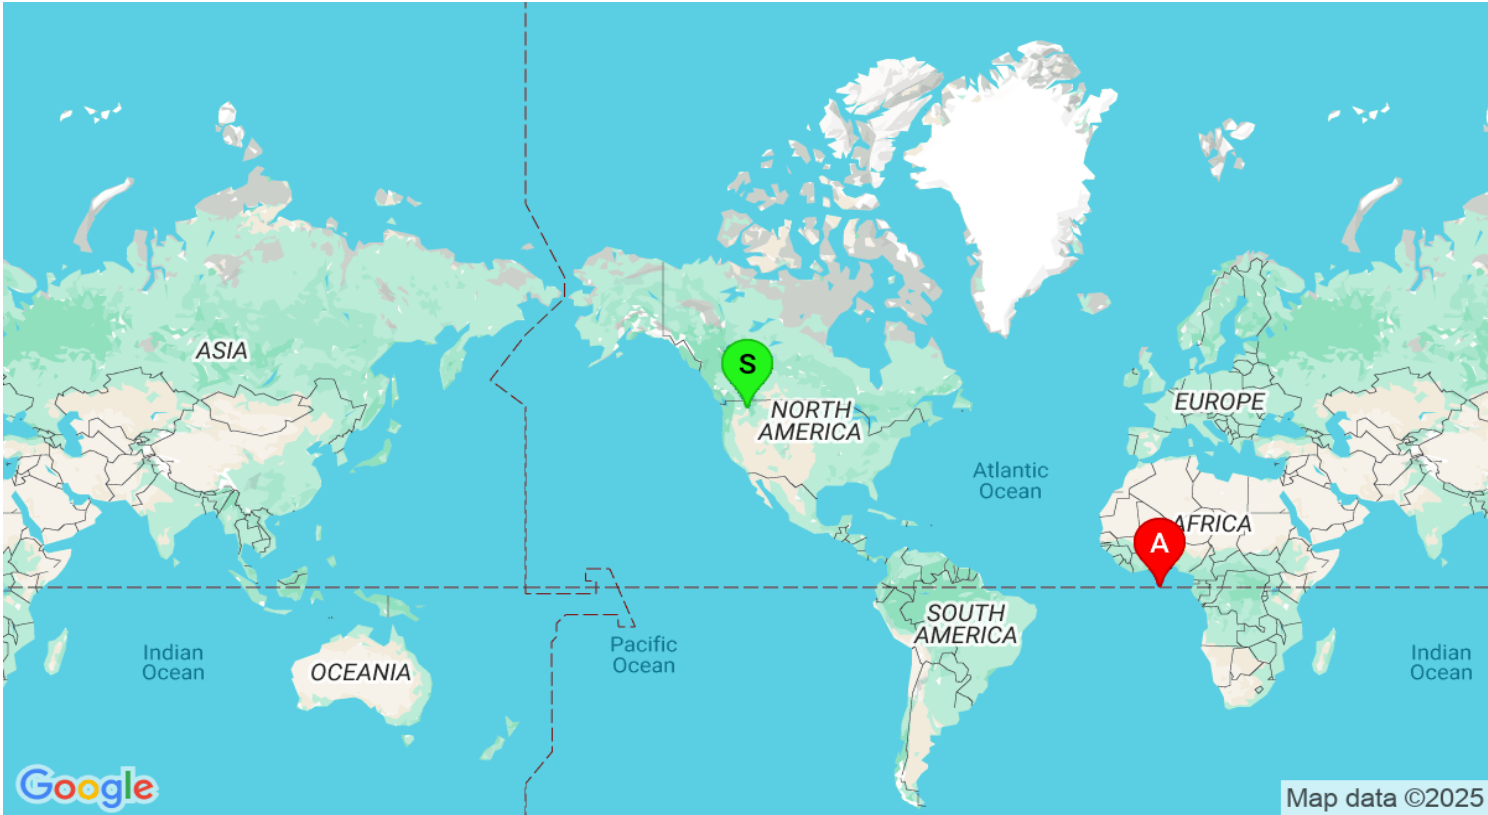 ASIA
S
NORTH
AMERICA
EUROPE
Atlantic
Ocean
AFRICA
A
SOUTH
AMERICA
Indian
Ocean
OCEANIA
Pacific
Ocean
Indian
Ocean
Google
Map data ©2025